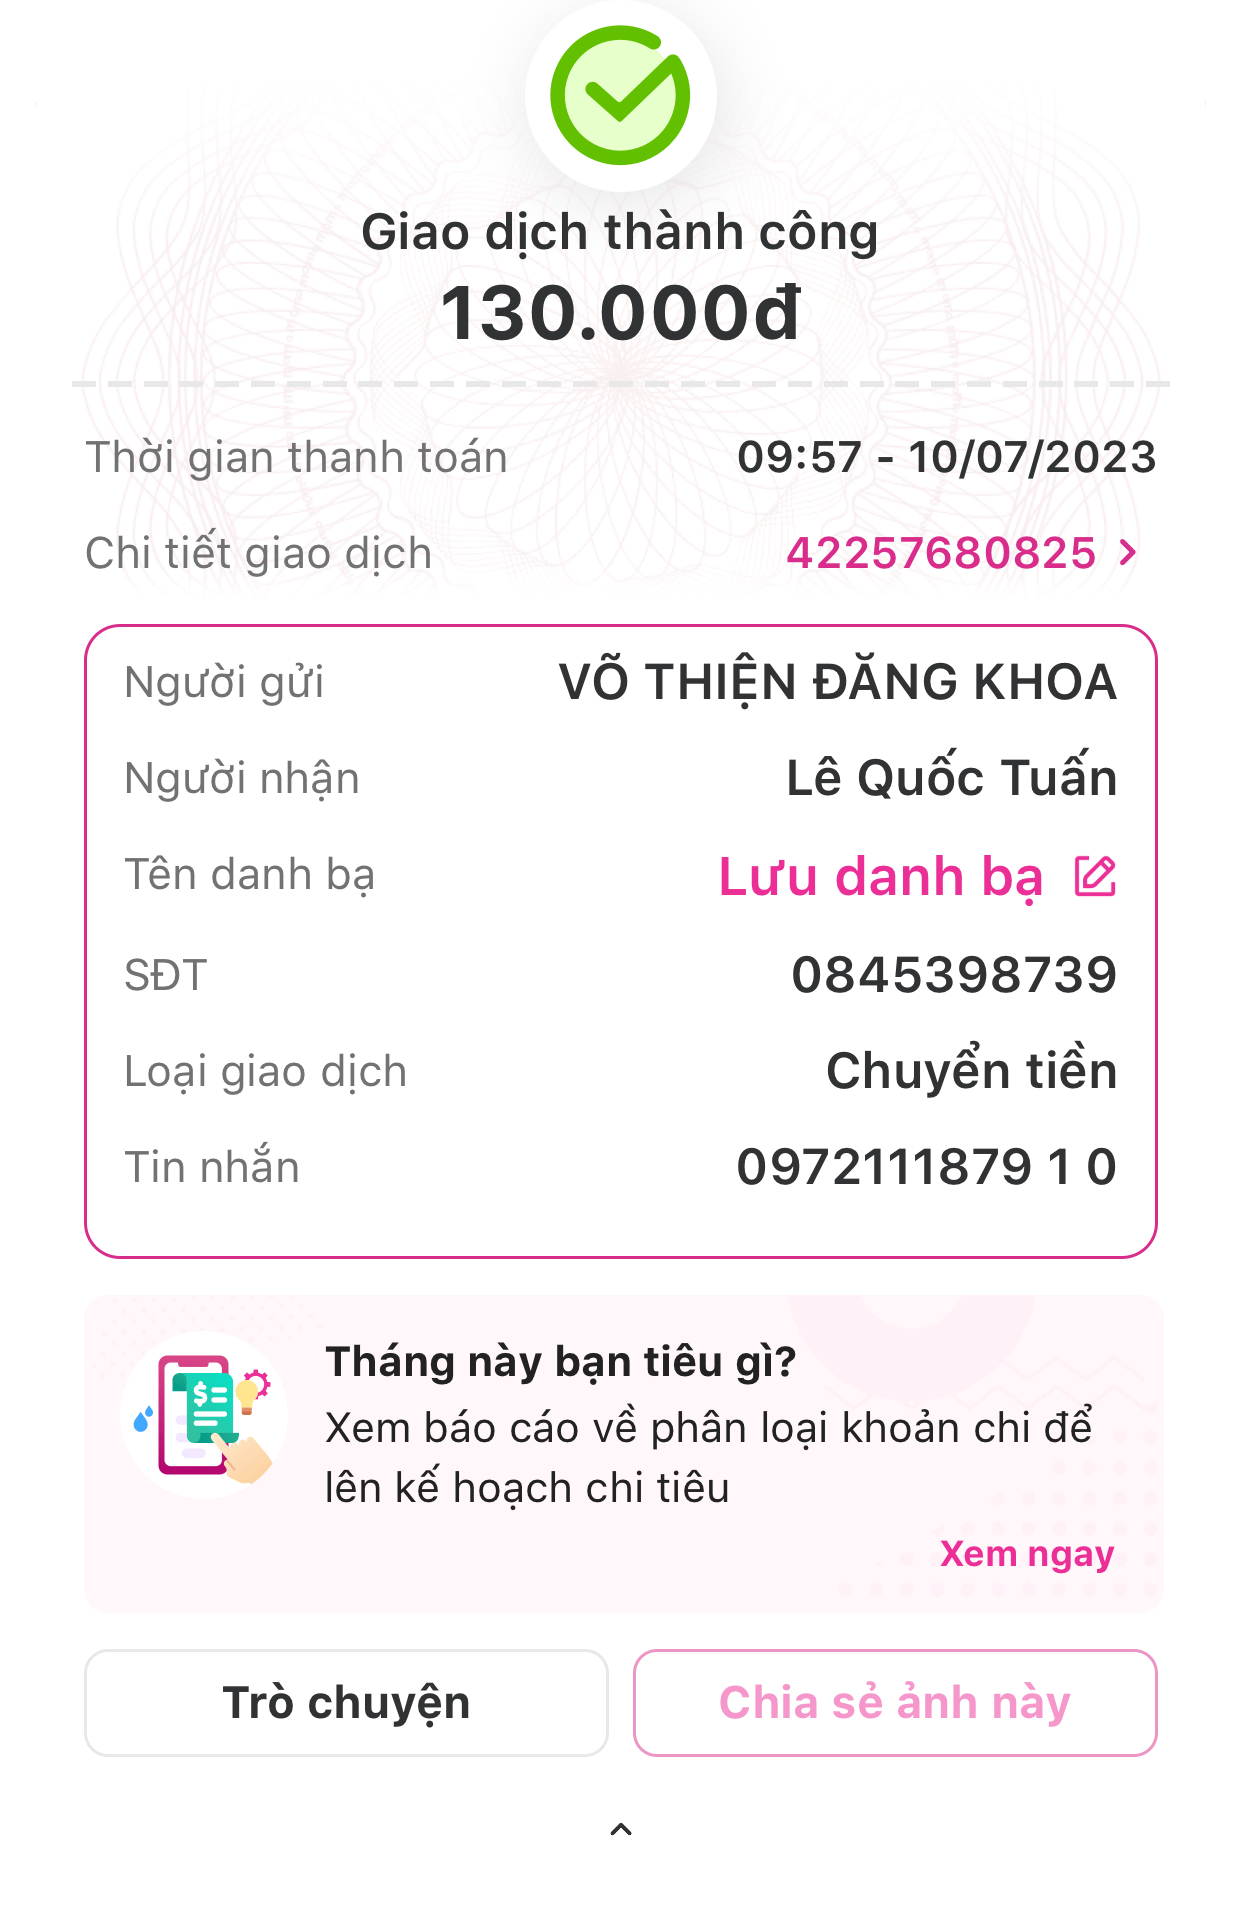 Giao dịch thành công
130.000đ
Thời gian thanh toán 09:57 - 10/07/2023
Chi tiết giao dịch 42257680825
Người gửi VÕ THIỆN ĐĂNG KHOA
Người nhận Lê Quốc Tuấn
Tên danh bạ Lưu danh bạ
SĐT 0845398739
Loại giao dịch Chuyển tiền
Tin nhắn 0972111879 1 0
Tháng này bạn tiêu gì?
Xem báo cáo về phân loại khoản chi để
lên kế hoạch chi tiêu
Xem ngay
Trò chuyện Chia sẻ ảnh này